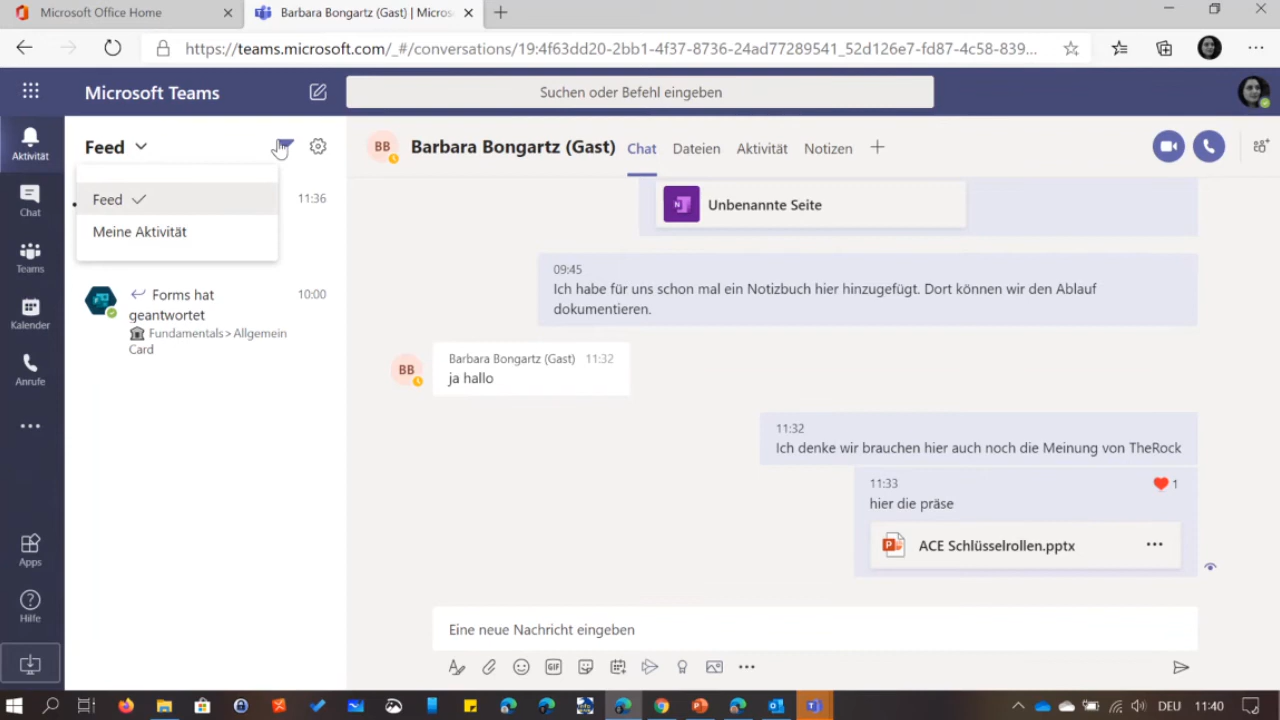 Microsoft Office Home
Barbara Bongartz (Gast) | Micros
https://teams.microsoft.com/_#/conversations/19:4f63dd20-2bb1-4f37-8736-24ad77289541_52d126e7-fd87-4c58-839...
Microsoft Teams
Suchen oder Befehl eingeben
Aktivität
Chat
Teams
Kalender
Anrufe
Apps
Hilfe
Feed
Feed
11:36
Meine Aktivität
Forms hat
10:00
geantwortet
Fundamentals > Allgemein
Card
BB
Barbara Bongartz (Gast)
Chat
Dateien
Aktivität
Notizen
Unbenannte Seite
09:45
Ich habe für uns schon mal ein Notizbuch hier hinzugefügt. Dort können wir den Ablauf
dokumentieren.
BB
Barbara Bongartz (Gast) 11:32
ja hallo
11:32
Ich denke wir brauchen hier auch noch die Meinung von TheRock
11:33
1
hier die präse
ACE Schlüsselrollen.pptx
Eine neue Nachricht eingeben
GIF
DEU
11:40